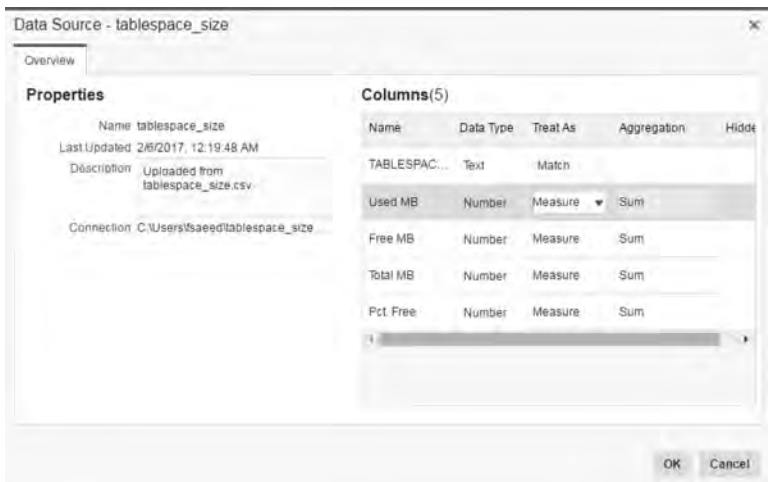 Data Source - tablespace_size
Overview
Properties
Name tablespace_size
Last Updated 2/6/2017, 12:19:48 AM
Description Uploaded from
tablespace_size.csv
Connection C:\Users\fsaeed\tablespace_size
Columns(5)
Name Data Type Treat As Aggregation Hidde
TABLESPAC... Text Match
Used MB Number Measure Sum
Free MB Number Measure Sum
Total MB Number Measure Sum
Pct. Free Number Measure Sum
OK Cancel